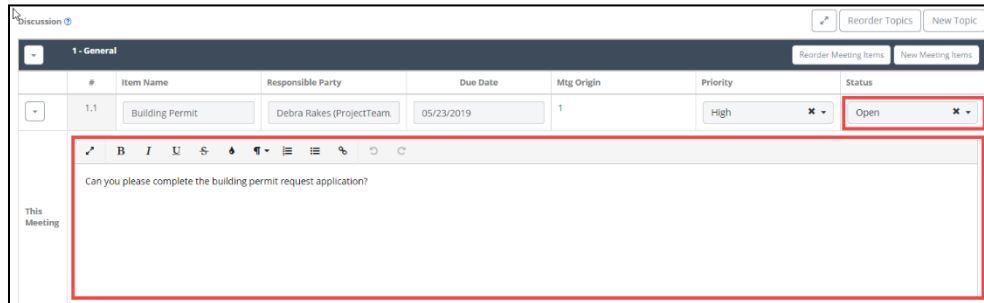 Discussion
Reorder Topics New Topic
1 - General Reorder Meeting Items New Meeting Items
# Item Name Responsible Party Due Date Mtg Origin Priority Status
1.1 Building Permit Debra Rakes (ProjectTeam. 05/23/2019 1 High Open
B I U S
Can you please complete the building permit request application?
This
Meeting